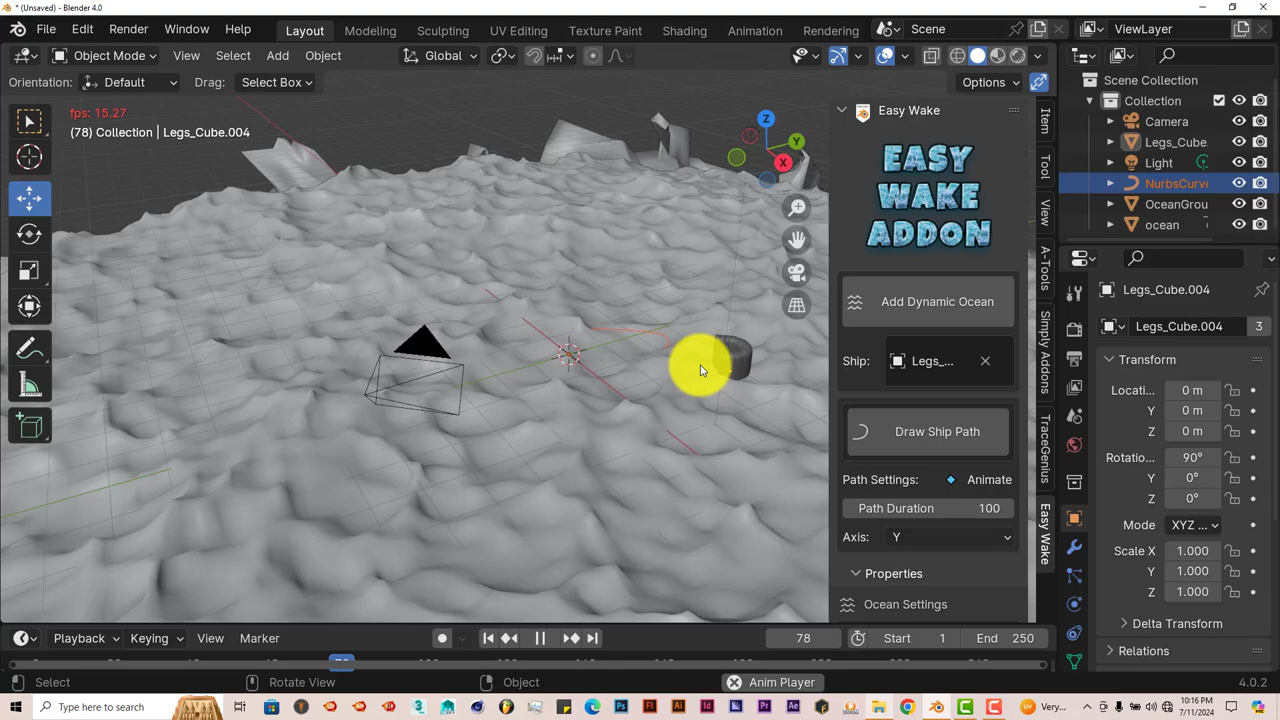 * (Unsaved) - Blender 4.0
File Edit Render Window Help Layout Modeling Sculpting UV Editing Texture Paint Shading Animation Rendering Scene ViewLayer
Object Mode View Select Add Object Global
Orientation: Default Drag: Select Box Options
fps: 15.27
(78) Collection | Legs_Cube.004
Z
Y
X
Easy Wake
EASY
WAKE
ADDON
Add Dynamic Ocean
Ship: Legs_...
Draw Ship Path
Path Settings: Animate
Path Duration 100
Axis: Y
Properties
Ocean Settings
Item
Tool
View
A-Tools
Simply Addons
TraceGenius
Easy Wake
Scene Collection
Collection
Camera
Legs_Cube.
Light
NurbsCurv
OceanGrou
ocean
Legs_Cube.004
Legs_Cube.004 3
Transform
Locati... 0 m
Y 0 m
Z 0 m
Rotatio... 90°
Y 0°
Z 0°
Mode XYZ ...
Scale X 1.000
Y 1.000
Z 1.000
Delta Transform
Relations
Playback Keying View Marker 78 Start 1 End 250
78
Select Rotate View Object Anim Player 4.0.2
Type here to search Very... 10:16 PM
7/11/2024